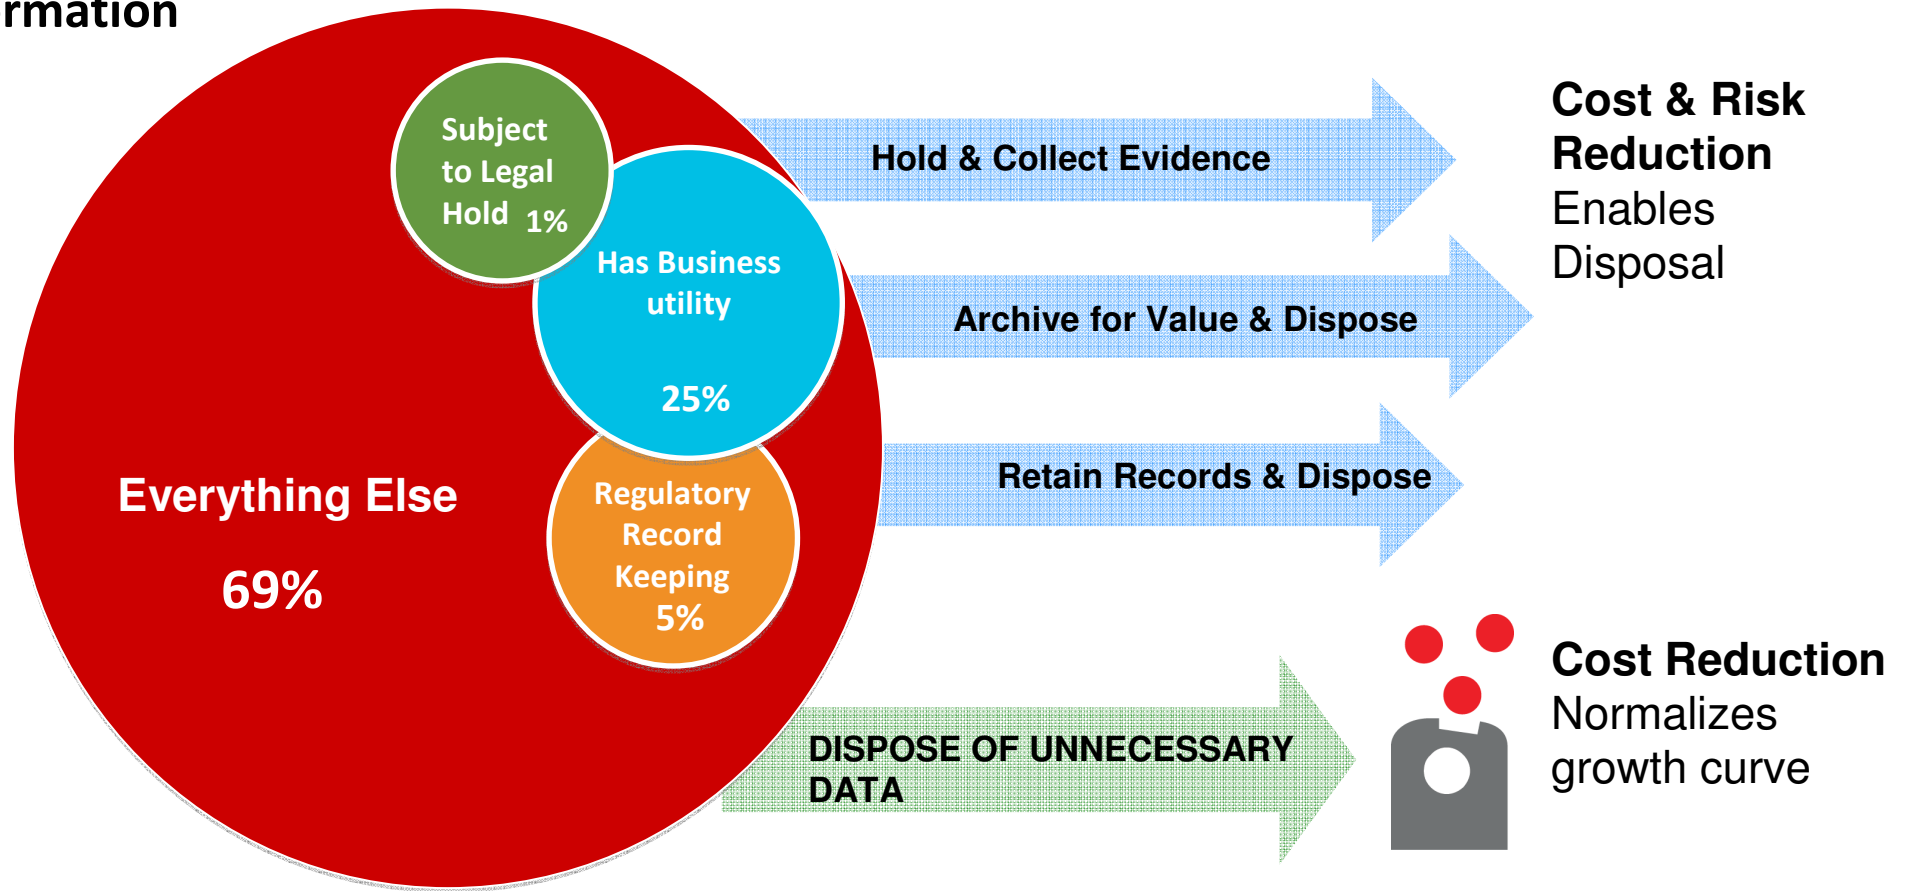 rmation
Subject
to Legal
Hold 1%
Has Business
utility
25%
Everything Else
69%
Regulatory
Record
Keeping
5%
Hold & Collect Evidence
Archive for Value & Dispose
Retain Records & Dispose
DISPOSE OF UNNECESSARY
DATA
Cost & Risk
Reduction
Enables
Disposal
Cost Reduction
Normalizes
growth curve